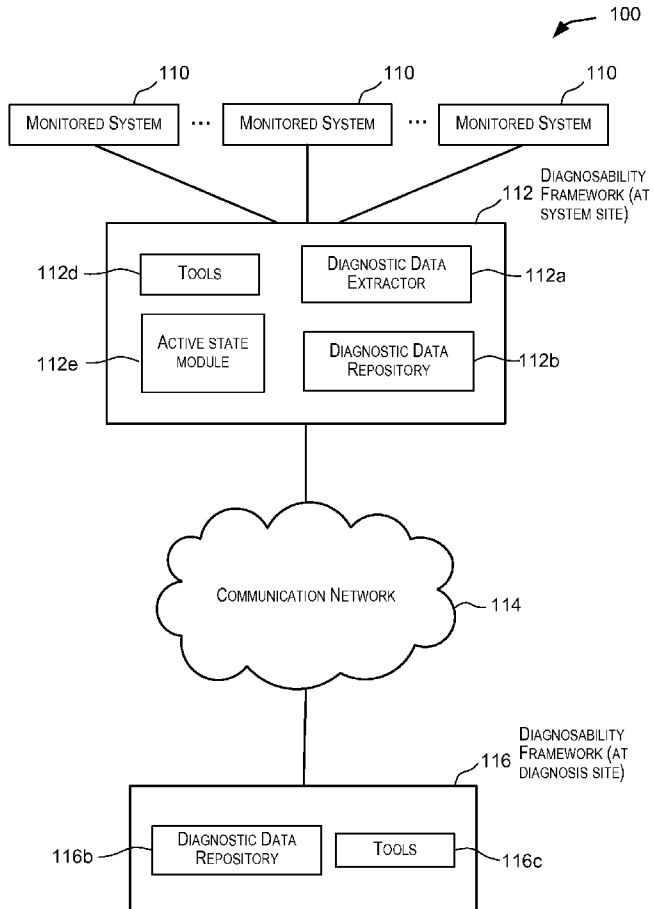 100
110
110
110
MONITORED SYSTEM
...
MONITORED SYSTEM
...
MONITORED SYSTEM
112
DIAGNOSABILITY
FRAMEWORK (AT
SYSTEM SITE)
112d
TOOLS
DIAGNOSTIC DATA
EXTRACTOR
112a
112e
ACTIVE STATE
MODULE
DIAGNOSTIC DATA
REPOSITORY
112b
COMMUNICATION NETWORK
114
116
DIAGNOSABILITY
FRAMEWORK (AT
DIAGNOSIS SITE)
116b
DIAGNOSTIC DATA
REPOSITORY
TOOLS
116c